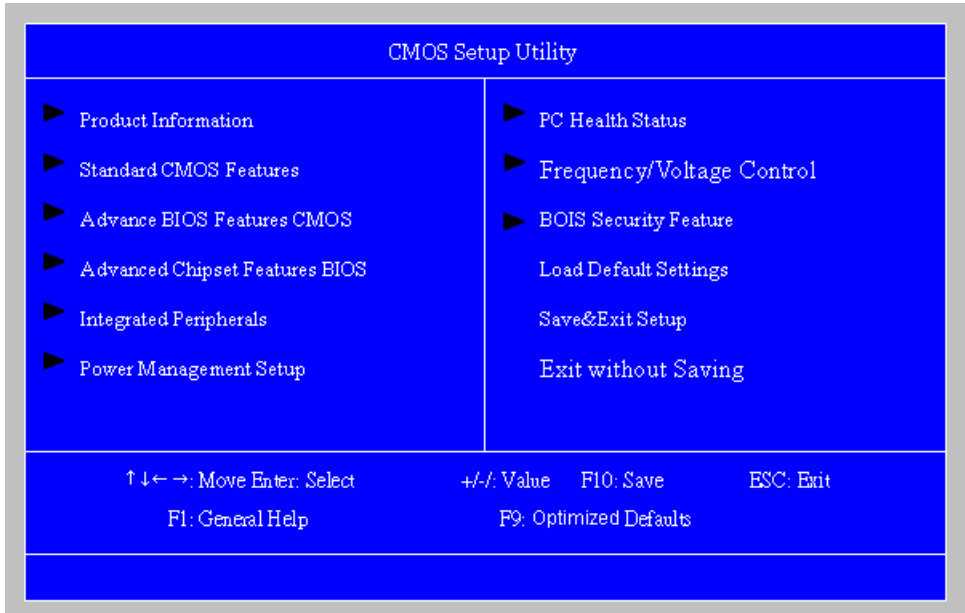 CMOS Setup Utility
Product Information
Standard CMOS Features
Advance BIOS Features CMOS
Advanced Chipset Features BIOS
Integrated Peripherals
Power Management Setup
PC Health Status
Frequency/Voltage Control
BOIS Security Feature
Load Default Settings
Save&Exit Setup
Exit without Saving
↑↓←→: Move Enter: Select +/-/: Value F10: Save ESC: Exit
F1: General Help F9: Optimized Defaults